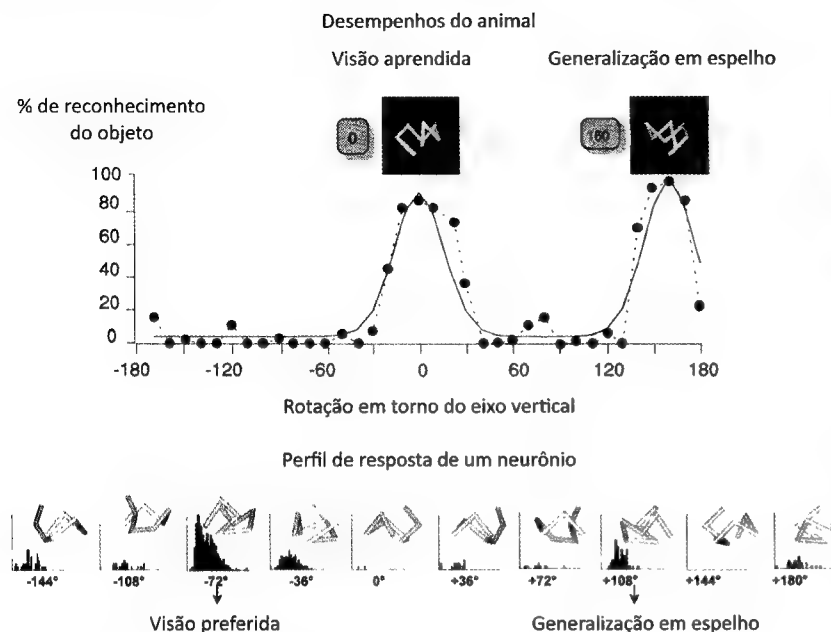 Desempenhos do animal
Visão aprendida Generalização em espelho
% de reconhecimento
do objeto
0 160
100
80
60
40
20
0
-180 -120 -60 0 60 120 180
Rotação em torno do eixo vertical
Perfil de resposta de um neurônio
-144° -108° -72° -36° 0° +36° +72° +108° +144° +180°
Visão preferida Generalização em espelho